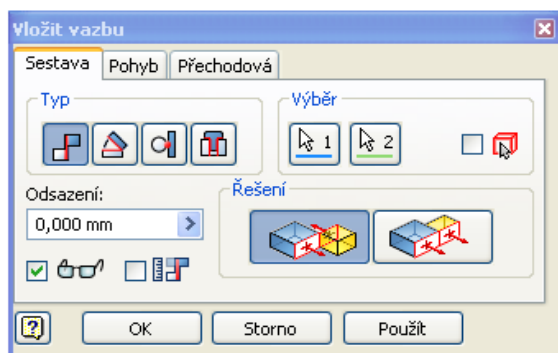 Vložit vazbu
Sestava Pohyb Přechodová
Typ
Výběr
1 2
Odsazení:
0,000 mm
Řešení
OK Storno Použít